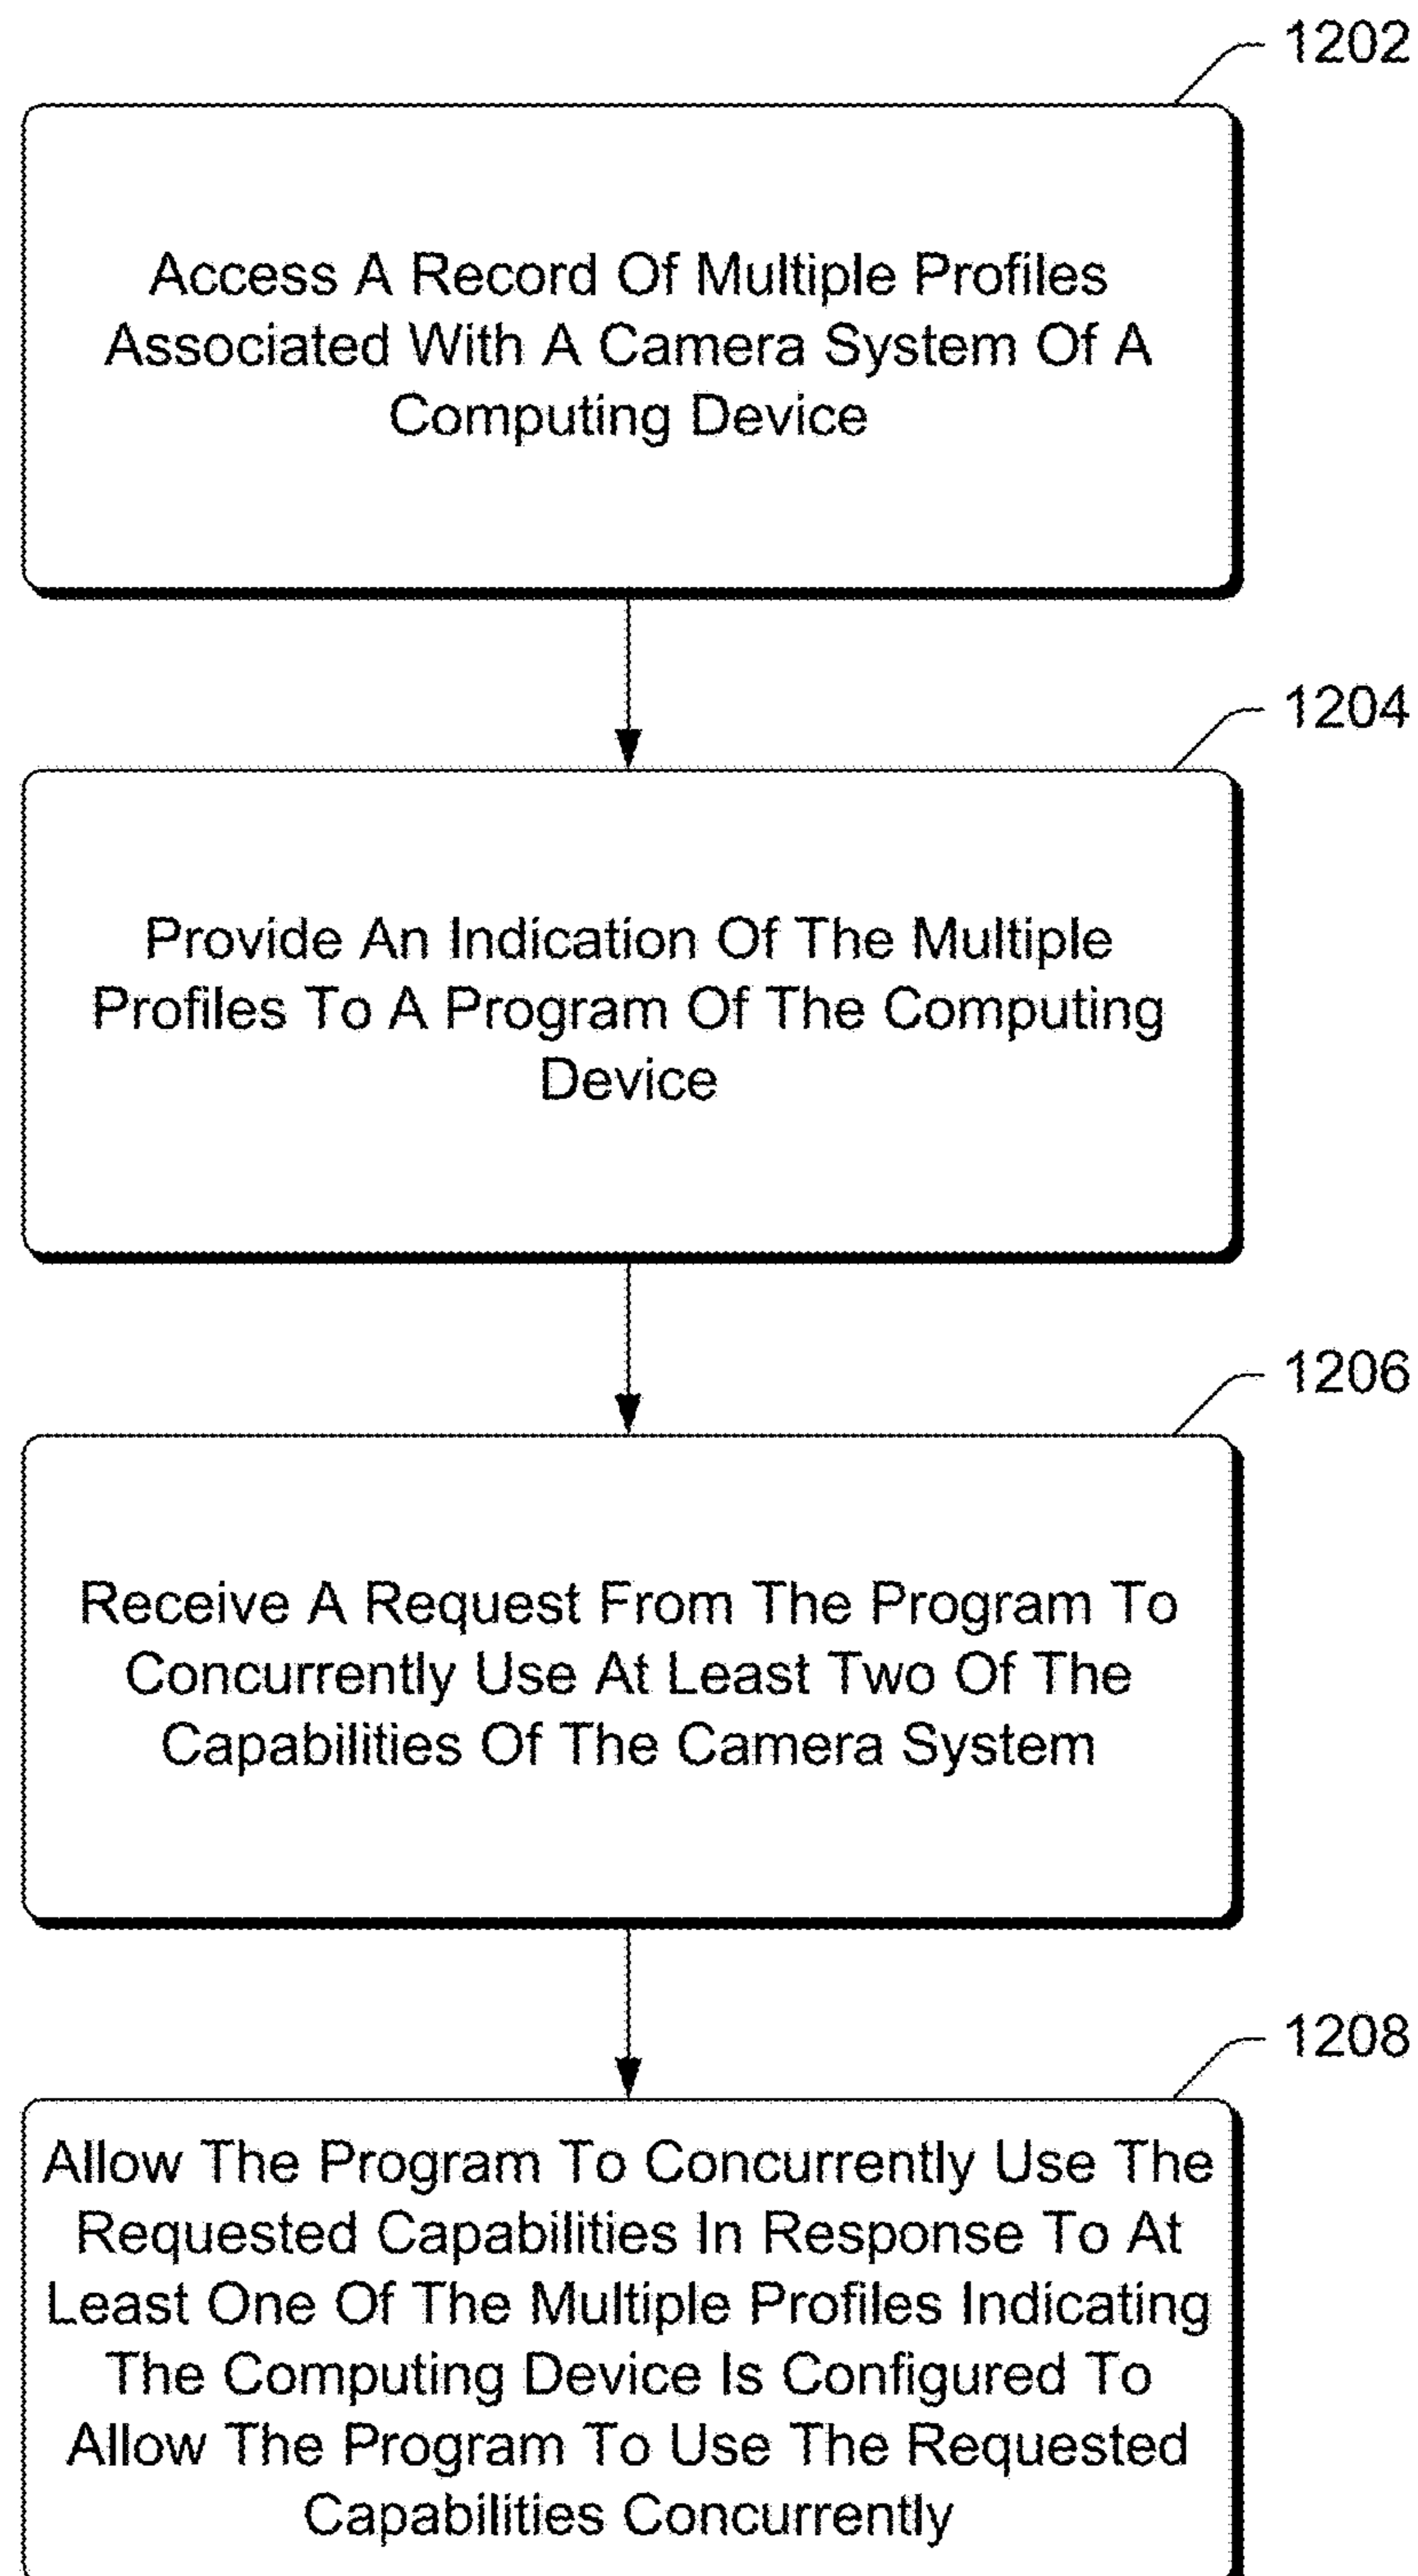 1202
Access A Record Of Multiple Profiles
Associated With A Camera System Of A
Computing Device
1204
Provide An Indication Of The Multiple
Profiles To A Program Of The Computing
Device
1206
Receive A Request From The Program To
Concurrently Use At Least Two Of The
Capabilities Of The Camera System
1208
Allow The Program To Concurrently Use The
Requested Capabilities In Response To At
Least One Of The Multiple Profiles Indicating
The Computing Device Is Configured To
Allow The Program To Use The Requested
Capabilities Concurrently